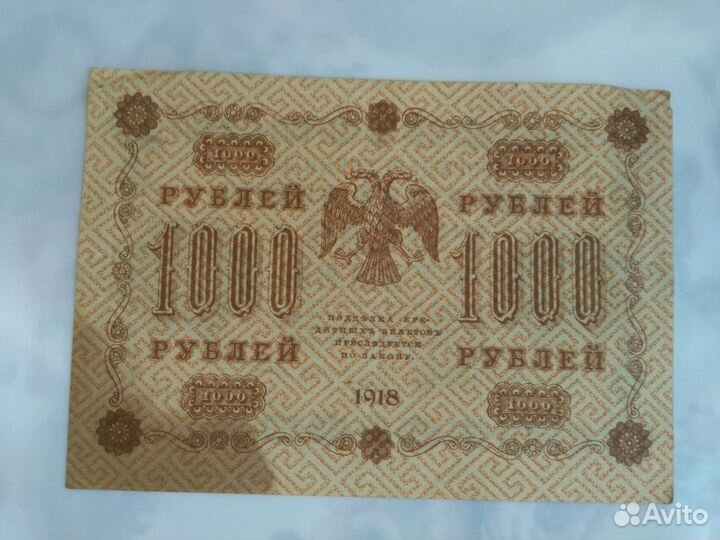 1000 1000
РУБЛЕЙ РУБЛЕЙ
1000 1000
РУБЛЕЙ РУБЛЕЙ
ПОДДѢЛКА КРЕ-
ДИТНЫХЪ БИЛЕТОВЪ
ПРЕСЛѢДУЕТСЯ
ПО ЗАКОНУ.
1000 1918 1000
Avito